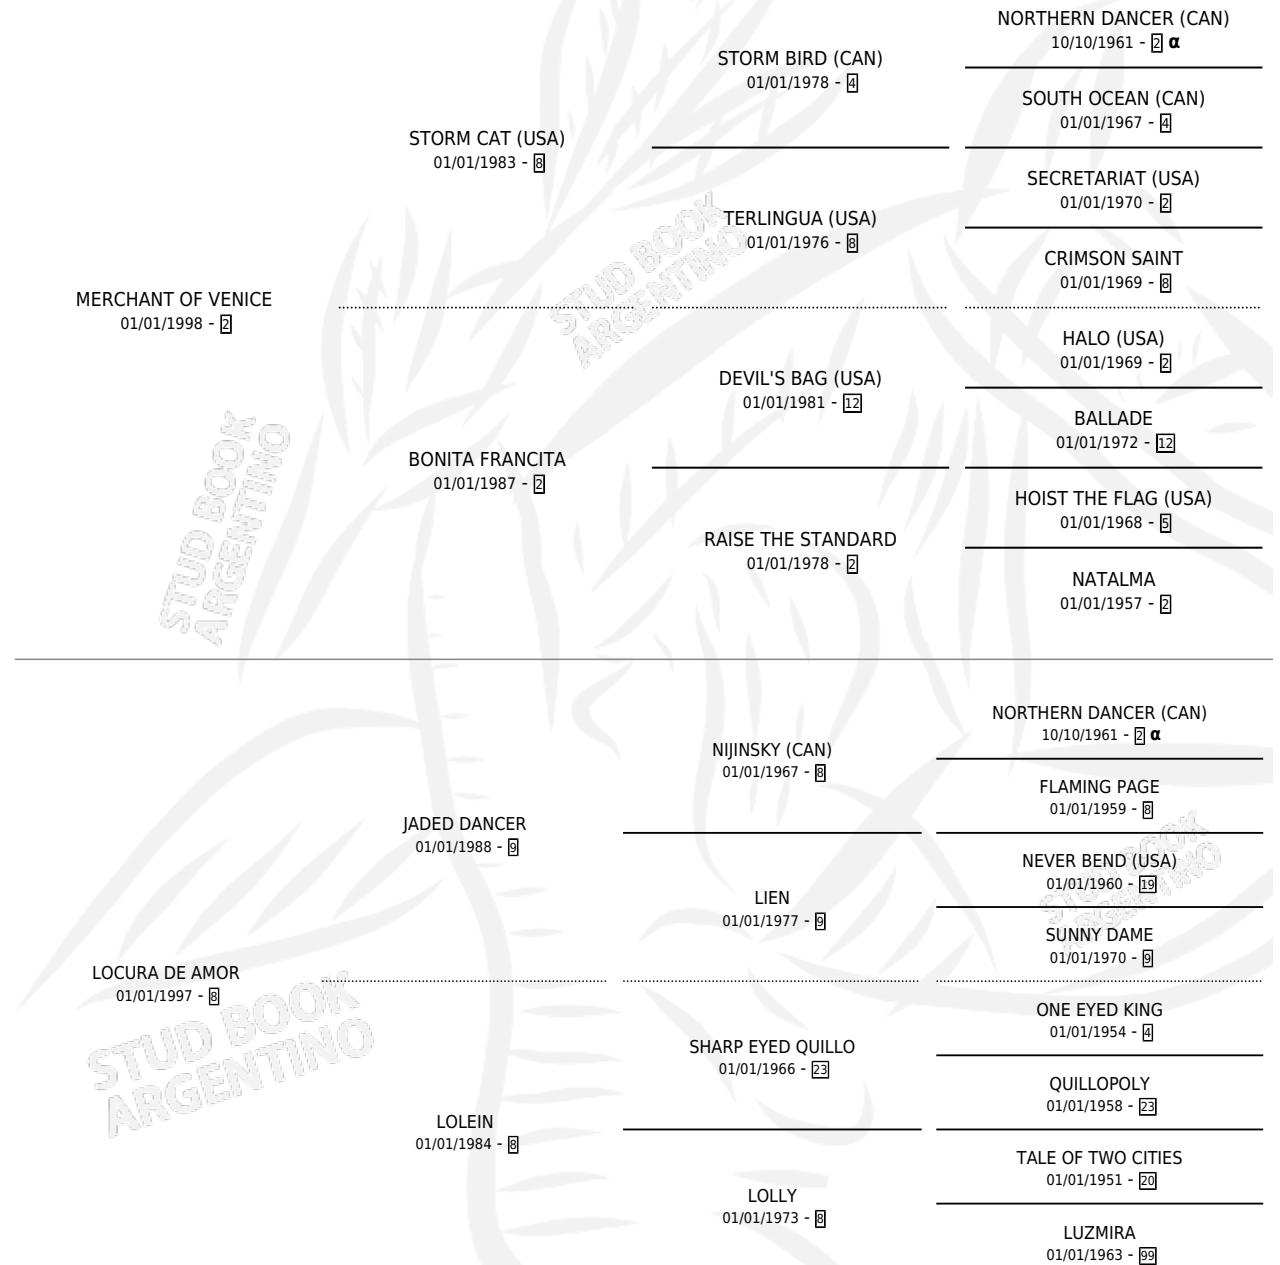 NORTHERN DANCER (CAN)
10/10/1961 - 2 α
STORM BIRD (CAN)
01/01/1978 - 4
SOUTH OCEAN (CAN)
01/01/1967 - 4
STORM CAT (USA)
01/01/1983 - 8
SECRETARIAT (USA)
01/01/1970 - 2
TERLINGUA (USA)
01/01/1976 - 8
CRIMSON SAINT
01/01/1969 - 8
MERCHANT OF VENICE
01/01/1998 - 2
HALO (USA)
01/01/1969 - 2
DEVIL'S BAG (USA)
01/01/1981 - 12
BALLADE
01/01/1972 - 12
BONITA FRANCITA
01/01/1987 - 2
HOIST THE FLAG (USA)
01/01/1968 - 5
RAISE THE STANDARD
01/01/1978 - 2
NATALMA
01/01/1957 - 2
NORTHERN DANCER (CAN)
10/10/1961 - 2 α
NIJINSKY (CAN)
01/01/1967 - 8
FLAMING PAGE
01/01/1959 - 8
JADED DANCER
01/01/1988 - 9
NEVER BEND (USA)
01/01/1960 - 19
LIEN
01/01/1977 - 9
SUNNY DAME
01/01/1970 - 9
LOCURA DE AMOR
01/01/1997 - 8
ONE EYED KING
01/01/1954 - 4
SHARP EYED QUILLO
01/01/1966 - 23
QUILLOPOLY
01/01/1958 - 23
LOLEIN
01/01/1984 - 8
TALE OF TWO CITIES
01/01/1951 - 20
LOLLY
01/01/1973 - 8
LUZMIRA
01/01/1963 - 99
STUD BOOK
ARGENTINO
STUD BOOK
ARGENTINO
STUD BOOK
ARGENTINO
STUD BOOK
ARGENTINO